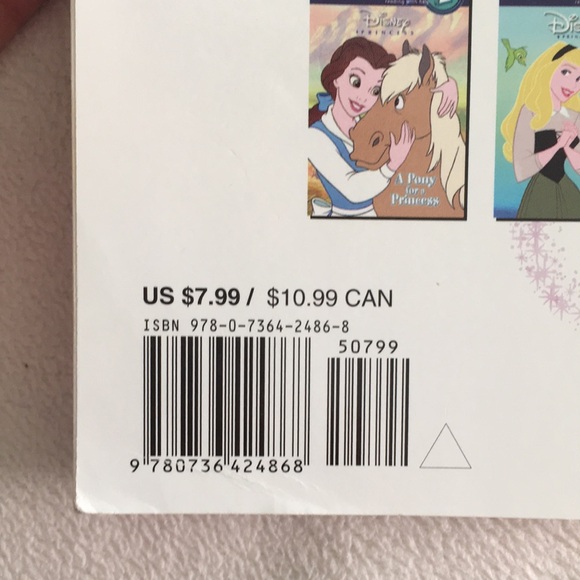 Disney
PRINCESS
A Pony
for a
Princess
US $7.99 / $10.99 CAN
ISBN 978-0-7364-2486-8
50799
9 780736 424868